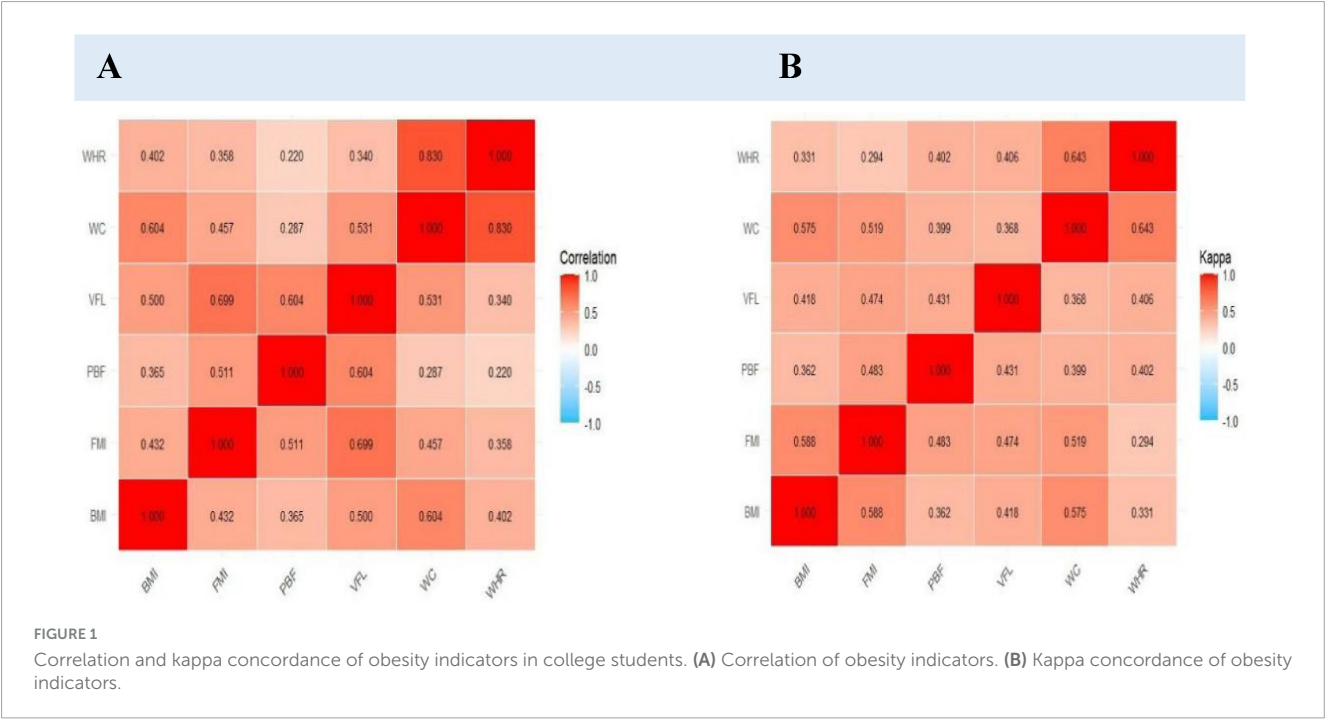 A
B
WHR 0.402 0.358 0.220 0.340 0.830 1.000
WC 0.604 0.457 0.287 0.531 1.000 0.830
VFL 0.500 0.699 0.604 1.000 0.531 0.340
PBF 0.365 0.511 1.000 0.604 0.287 0.220
FMI 0.432 1.000 0.511 0.699 0.457 0.358
BMI 1.000 0.432 0.365 0.500 0.604 0.402
BMI FMI PBF VFL WC WHR
Correlation
1.0
0.5
0.0
-0.5
-1.0
WHR 0.331 0.294 0.402 0.406 0.643 1.000
WC 0.575 0.519 0.399 0.368 1.000 0.643
VFL 0.418 0.474 0.431 1.000 0.368 0.406
PBF 0.362 0.483 1.000 0.431 0.399 0.402
FMI 0.588 1.000 0.483 0.474 0.519 0.294
BMI 1.000 0.588 0.362 0.418 0.575 0.331
BMI FMI PBF VFL WC WHR
Kappa
1.0
0.5
0.0
-0.5
-1.0
FIGURE 1
Correlation and kappa concordance of obesity indicators in college students. (A) Correlation of obesity indicators. (B) Kappa concordance of obesity
indicators.